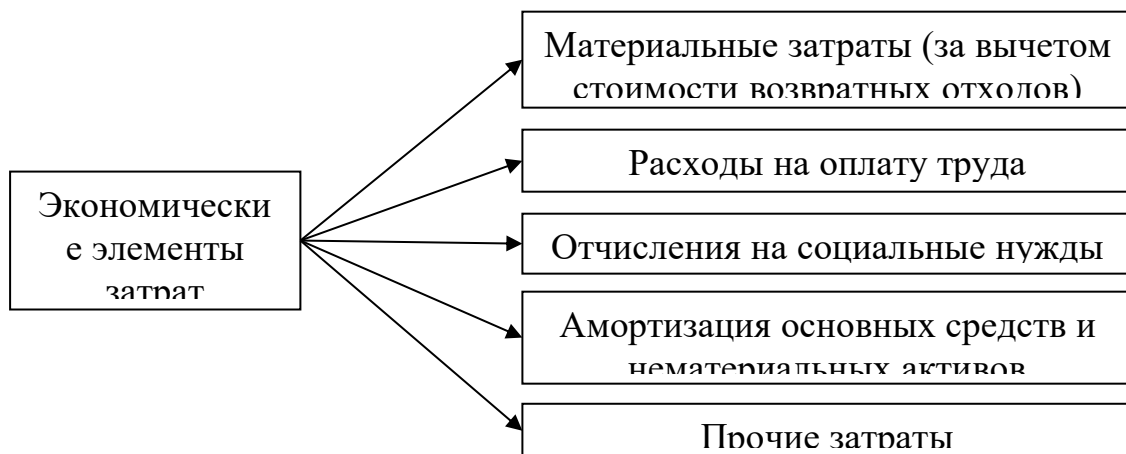 Материальные затраты (за вычетом
стоимости возвратных отходов)
Расходы на оплату труда
Экономически
е элементы
затрат
Отчисления на социальные нужды
Амортизация основных средств и
нематериальных активов
Прочие затраты